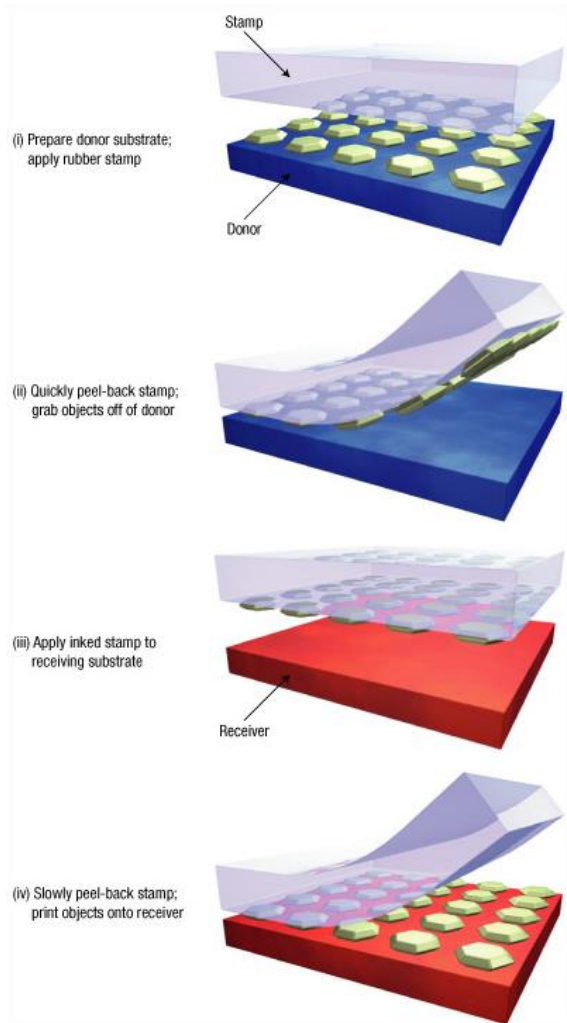 Stamp
(i) Prepare donor substrate;
apply rubber stamp
Donor
(ii) Quickly peel-back stamp;
grab objects off of donor
(iii) Apply inked stamp to
receiving substrate
Receiver
(iv) Slowly peel-back stamp;
print objects onto receiver